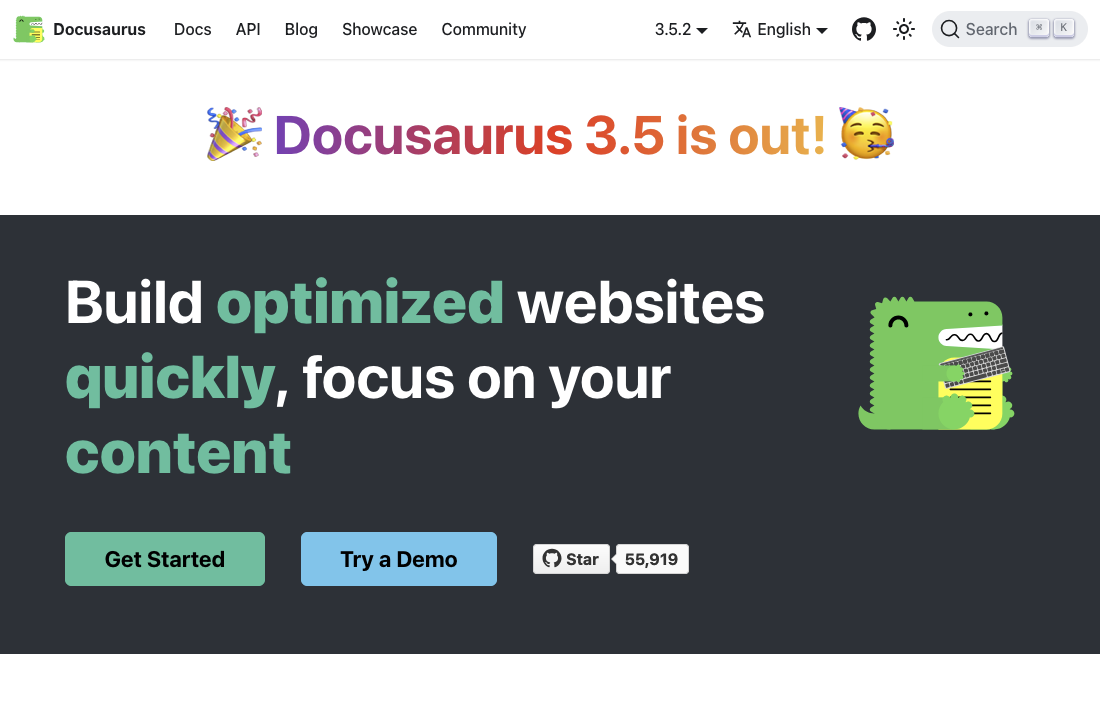 Docusaurus Docs API Blog Showcase Community 3.5.2 English Search ⌘ K
🎉 Docusaurus 3.5 is out! 🥳
Build optimized websites
quickly, focus on your
content
Get Started Try a Demo Star 55,919